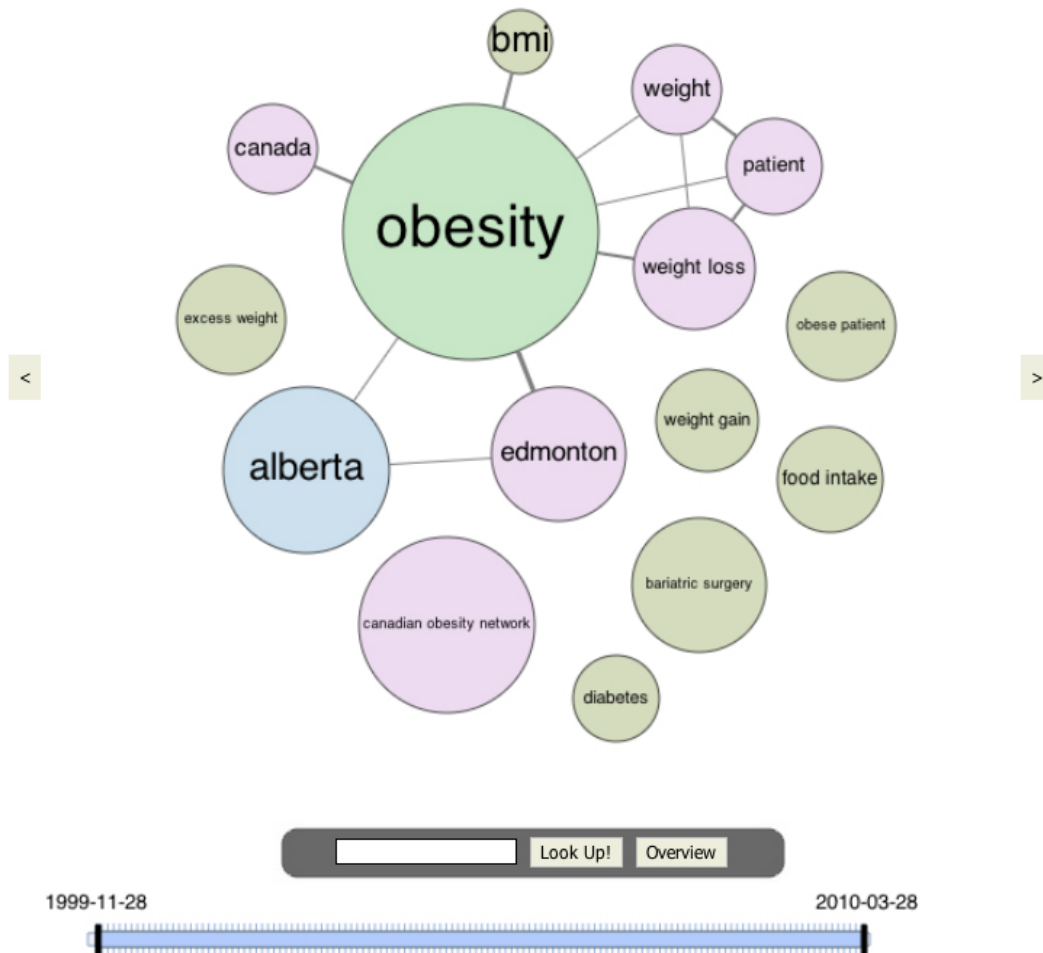 bmi
weight
canada
patient
obesity
weight loss
excess weight
obese patient
<
>
weight gain
edmonton
alberta
food intake
bariatric surgery
canadian obesity network
diabetes
Look Up!
Overview
1999-11-28
2010-03-28